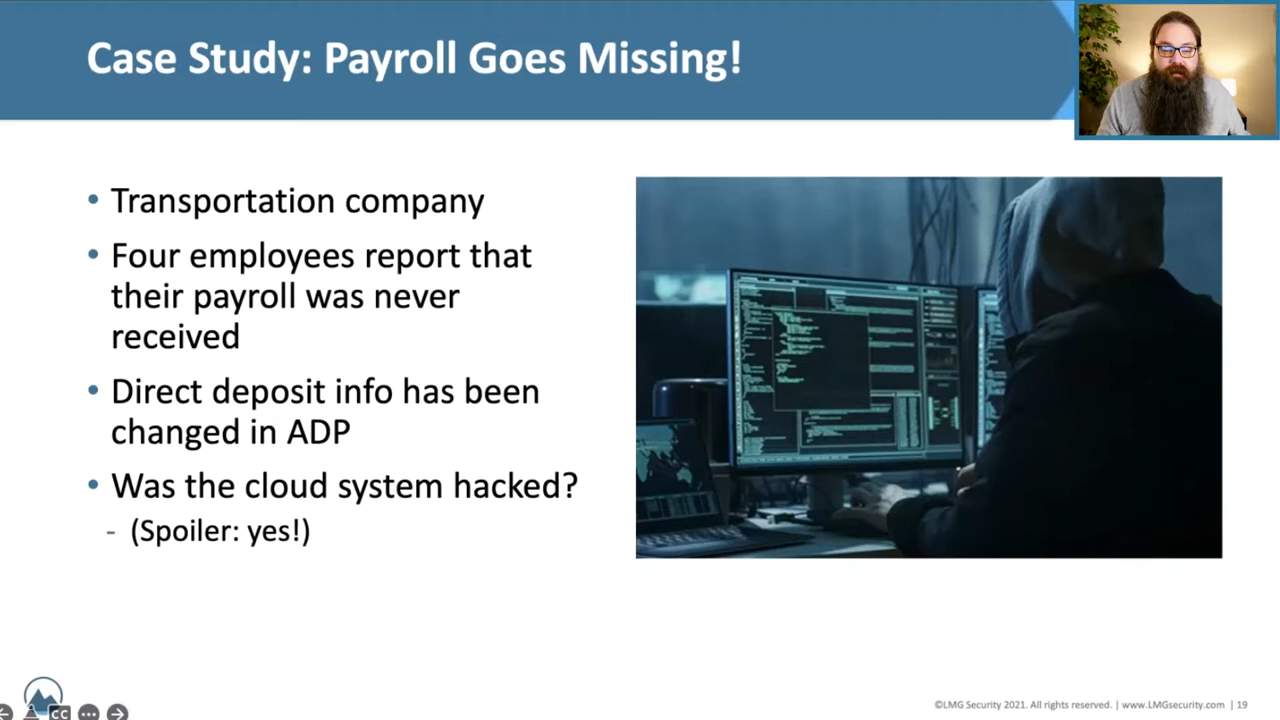 Case Study: Payroll Goes Missing!
• Transportation company
• Four employees report that
their payroll was never
received
• Direct deposit info has been
changed in ADP
• Was the cloud system hacked?
- (Spoiler: yes!)
CC
©LMG Security 2021. All rights reserved. | www.LMGsecurity.com | 19